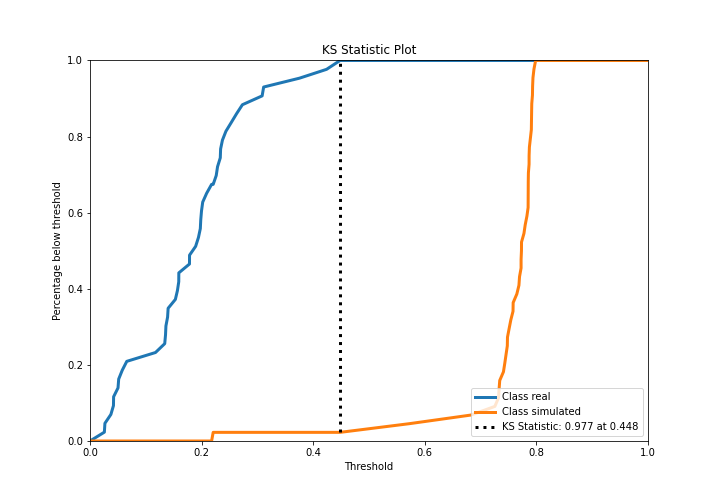 KS Statistic Plot
1.0
0.8
0.6
0.4
0.2
0.0
Percentage below threshold
0.0 0.2 0.4 0.6 0.8 1.0
Threshold
Class real
Class simulated
KS Statistic: 0.977 at 0.448